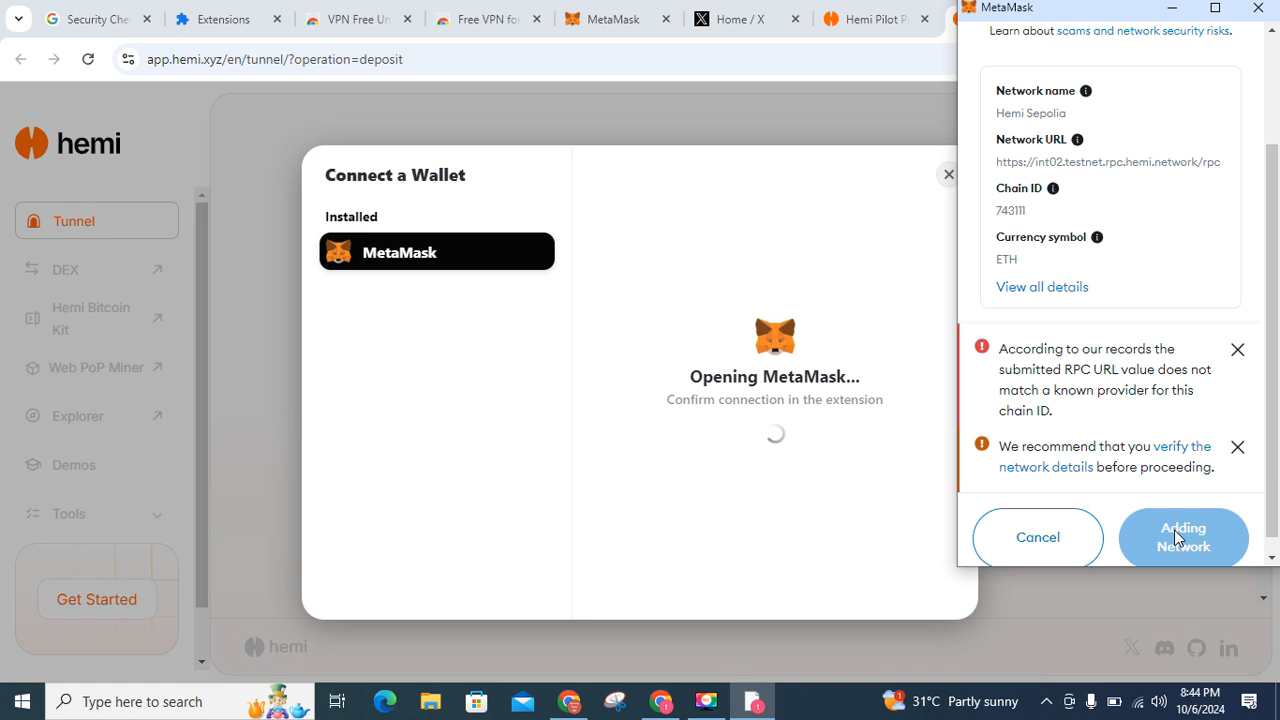 Security Che
Extensions
VPN Free Un
Free VPN for
MetaMask
Home / X
Hemi Pilot P
app.hemi.xyz/en/tunnel/?operation=deposit
hemi
Tunnel
DEX
Hemi Bitcoin
Kit
Web PoP Miner
Explorer
Demos
Tools
Get Started
Connect a Wallet
Installed
MetaMask
Opening MetaMask...
Confirm connection in the extension
hemi
MetaMask
Learn about scams and network security risks.
Network name
Hemi Sepolia
Network URL
https://int02.testnet.rpc.hemi.network/rpc
Chain ID
743111
Currency symbol
ETH
View all details
According to our records the
submitted RPC URL value does not
match a known provider for this
chain ID.
We recommend that you verify the
network details before proceeding.
Cancel
Adding
Network
Type here to search
31°C Partly sunny
8:44 PM
10/6/2024